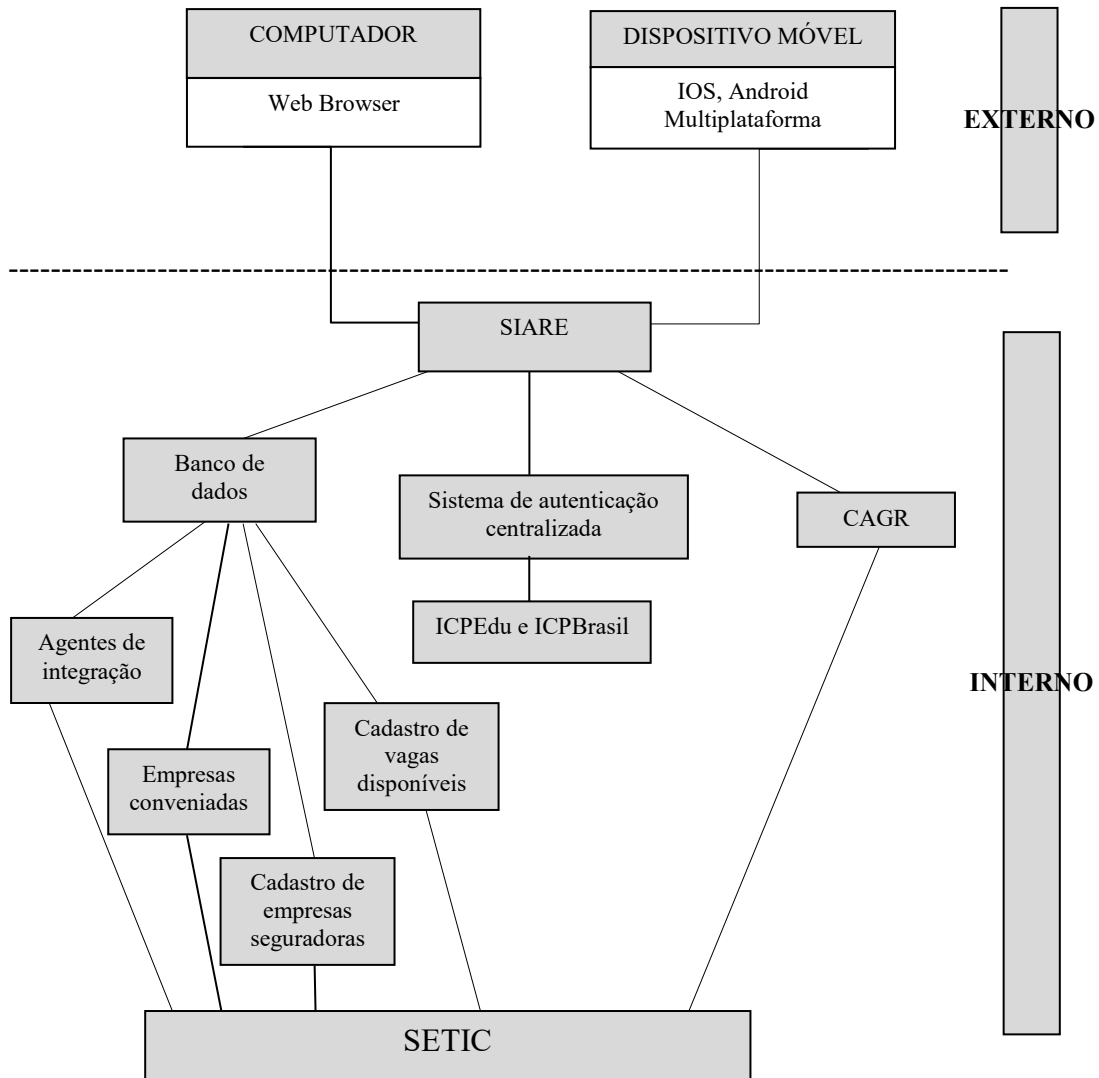 COMPUTADOR
Web Browser
DISPOSITIVO MÓVEL
IOS, Android
Multiplataforma
EXTERNO
SIARE
Banco de
dados
Sistema de autenticação
centralizada
CAGR
ICPEdu e ICPBrasil
Agentes de
integração
INTERNO
Cadastro de
vagas
disponíveis
Empresas
conveniadas
Cadastro de
empresas
seguradoras
SETIC